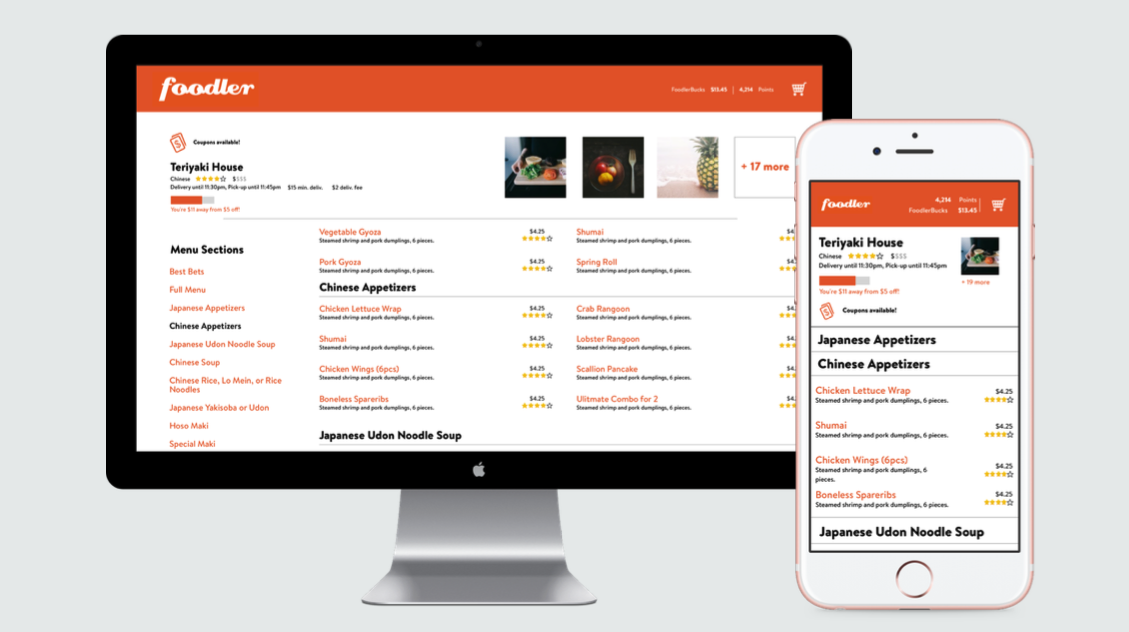 foodler
FoodlerBucks $13.45 | 4,214 Points
Coupons available!
Teriyaki House
Chinese $$$$
Delivery until 11:30pm, Pick-up until 11:45pm $15 min. deliv. $2 deliv. fee
You're $11 away from $5 off!
+ 17 more
Menu Sections
Best Bets
Full Menu
Japanese Appetizers
Chinese Appetizers
Japanese Udon Noodle Soup
Chinese Soup
Chinese Rice, Lo Mein, or Rice
Noodles
Japanese Yakisoba or Udon
Hoso Maki
Special Maki
Vegetable Gyoza $4.25
Steamed shrimp and pork dumplings, 6 pieces.
Shumai $4.
Steamed shrimp and pork dumplings, 6 pieces.
Pork Gyoza $4.25
Steamed shrimp and pork dumplings, 6 pieces.
Spring Roll $4.
Steamed shrimp and pork dumplings, 6 pieces.
Chinese Appetizers
Chicken Lettuce Wrap $4.25
Steamed shrimp and pork dumplings, 6 pieces.
Crab Rangoon $4.
Steamed shrimp and pork dumplings, 6 pieces.
Shumai $4.25
Steamed shrimp and pork dumplings, 6 pieces.
Lobster Rangoon $4.
Steamed shrimp and pork dumplings, 6 pieces.
Chicken Wings (6pcs) $4.25
Steamed shrimp and pork dumplings, 6 pieces.
Scallion Pancake $4.
Steamed shrimp and pork dumplings, 6 pieces.
Boneless Spareribs $4.25
Steamed shrimp and pork dumplings, 6 pieces.
Ulitmate Combo for 2 $4.
Steamed shrimp and pork dumplings, 6 pieces.
Japanese Udon Noodle Soup
foodler
4,214 Points
FoodlerBucks $13.45
Teriyaki House
Chinese $$$$
Delivery until 11:30pm, Pick-up until 11:45pm
You're $11 away from $5 off!
+ 19 more
Coupons available!
Japanese Appetizers
Chinese Appetizers
Chicken Lettuce Wrap $4.25
Steamed shrimp and pork dumplings, 6 pieces.
Shumai $4.25
Steamed shrimp and pork dumplings, 6 pieces.
Chicken Wings (6pcs) $4.25
Steamed shrimp and pork dumplings, 6
pieces.
Boneless Spareribs $4.25
Steamed shrimp and pork dumplings, 6 pieces.
Japanese Udon Noodle Soup